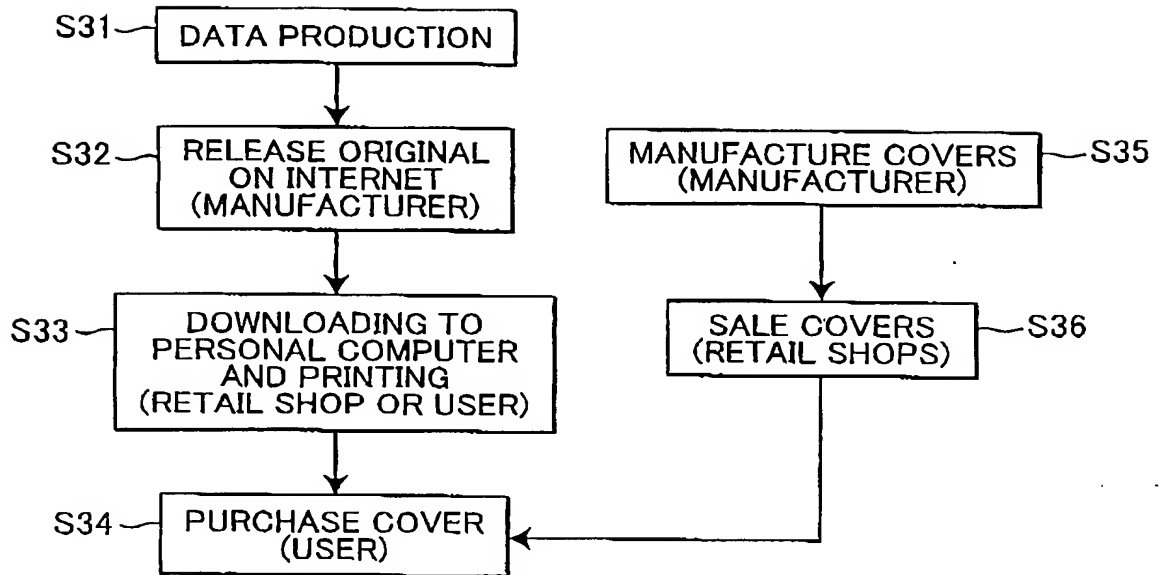 S31
DATA PRODUCTION
S32
RELEASE ORIGINAL
ON INTERNET
(MANUFACTURER)
S33
DOWNLOADING TO
PERSONAL COMPUTER
AND PRINTING
(RETAIL SHOP OR USER)
S34
PURCHASE COVER
(USER)
MANUFACTURE COVERS
(MANUFACTURER)
S35
SALE COVERS
(RETAIL SHOPS)
S36